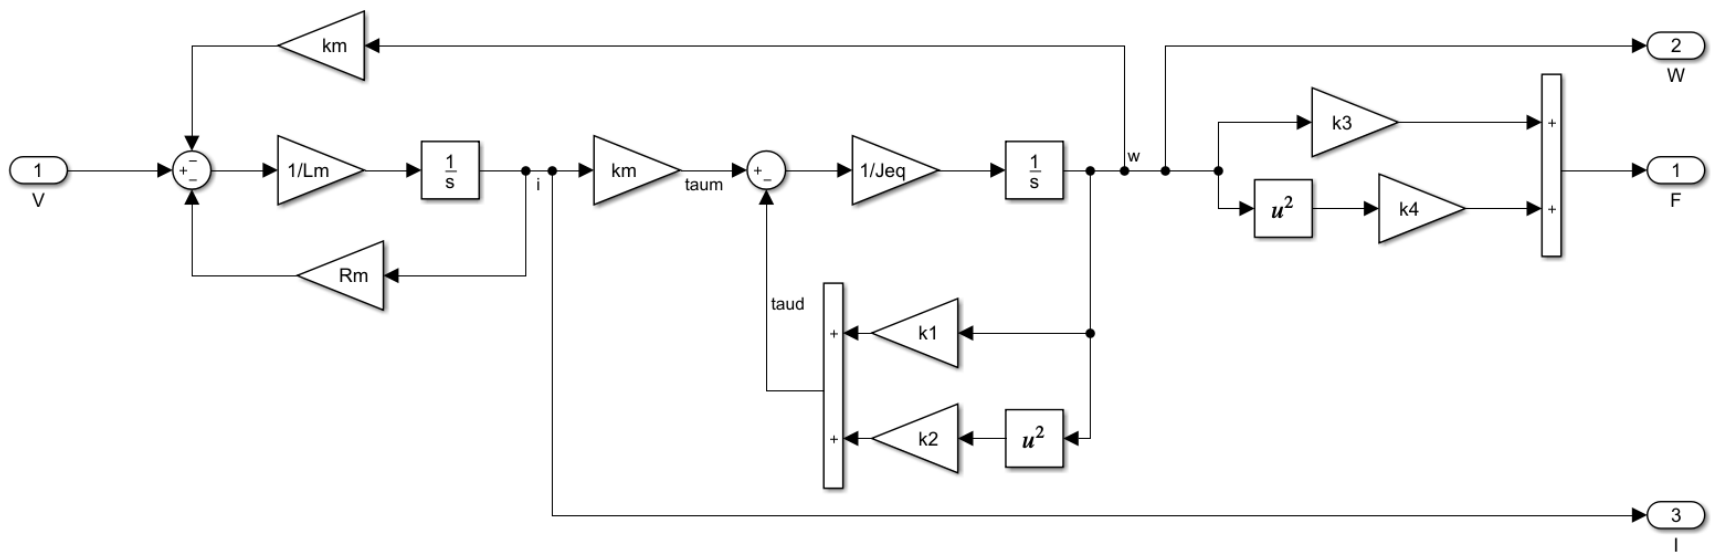 km
2
W
k3
+
1
V
+
−
−
1/Lm
1
s
i
km
taum
+
−
1/Jeq
1
s
w
1
F
u²
k4
+
Rm
taud
+
k1
+
k2
u²
3
I